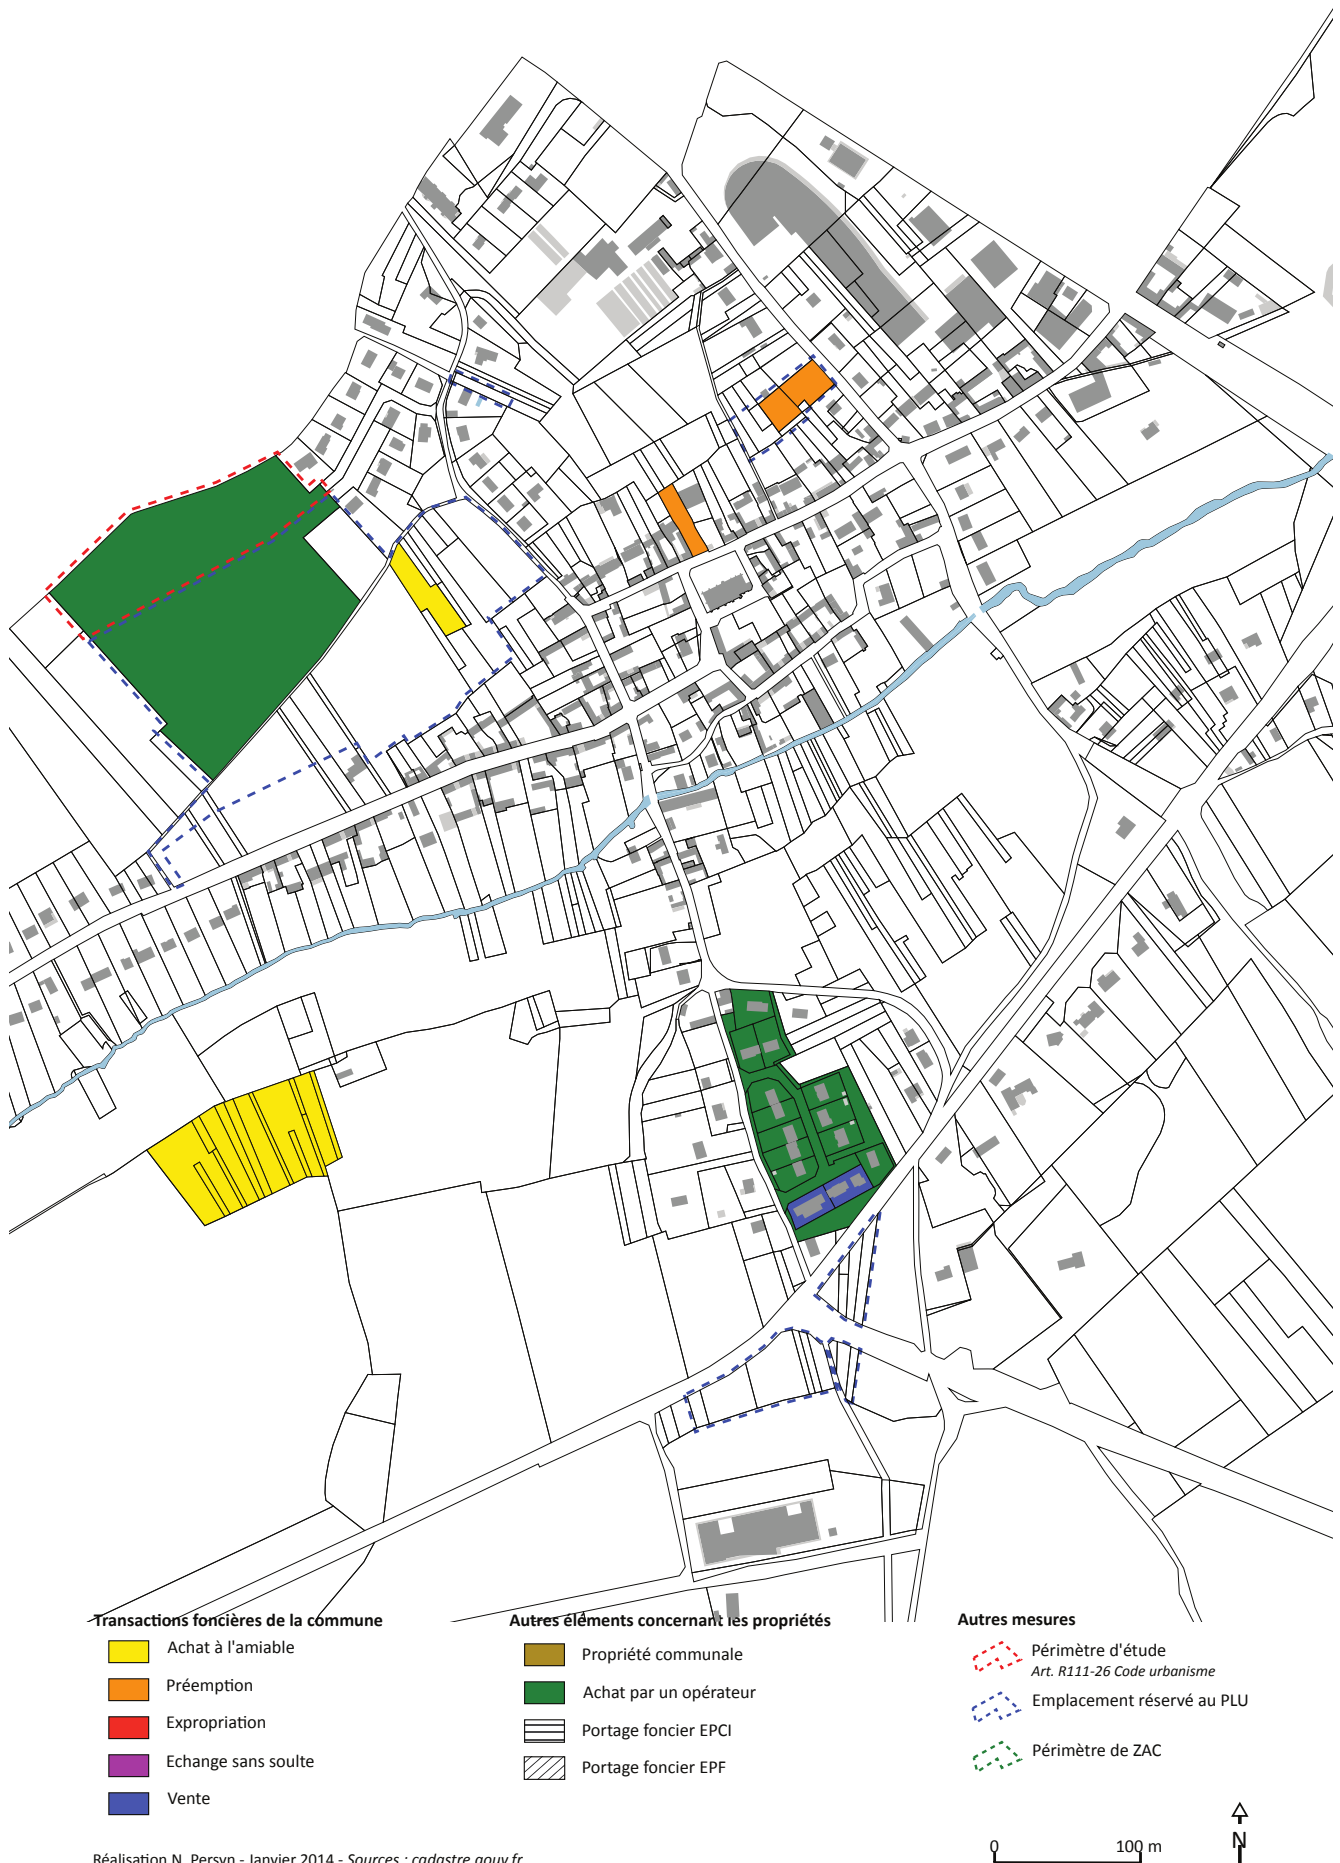 Transactions foncières de la commune
Achat à l'amiable
Préemption
Expropriation
Echange sans soulte
Vente
Autres éléments concernant les propriétés
Propriété communale
Achat par un opérateur
Portage foncier EPCI
Portage foncier EPF
Autres mesures
Périmètre d'étude
Art. R111-26 Code urbanisme
Emplacement réservé au PLU
Périmètre de ZAC
N
0 100 m
Réalisation N. Persyn - Janvier 2014 - Sources : cadastre.gouv.fr